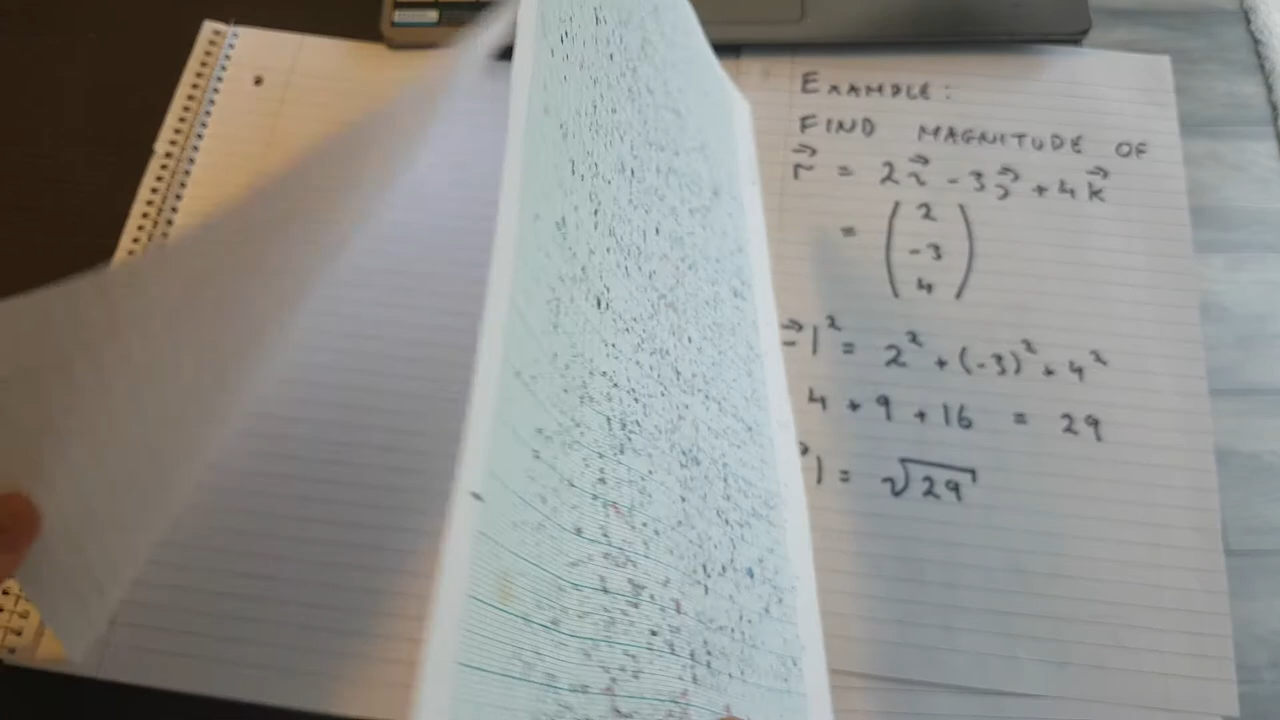 EXAMPLE:
FIND MAGNITUDE OF
r⃗ = 2i⃗ - 3j⃗ + 4k⃗
= (2
-3
4)
|² = 2² + (-3)² + 4²
4 + 9 + 16 = 29
| = √29